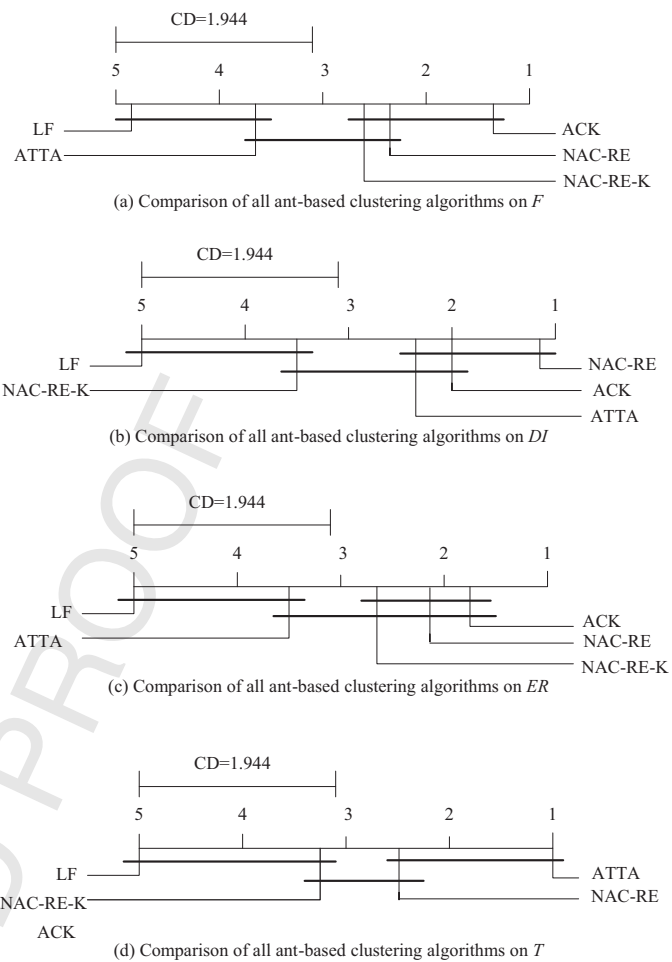 CD=1.944
5 4 3 2 1
LF ACK
ATTA NAC-RE
NAC-RE-K
(a) Comparison of all ant-based clustering algorithms on F
CD=1.944
5 4 3 2 1
LF NAC-RE
NAC-RE-K ACK
ATTA
(b) Comparison of all ant-based clustering algorithms on DI
CD=1.944
5 4 3 2 1
LF ACK
ATTA NAC-RE
NAC-RE-K
(c) Comparison of all ant-based clustering algorithms on ER
CD=1.944
5 4 3 2 1
LF ATTA
NAC-RE-K NAC-RE
ACK
(d) Comparison of all ant-based clustering algorithms on T
D PROOF